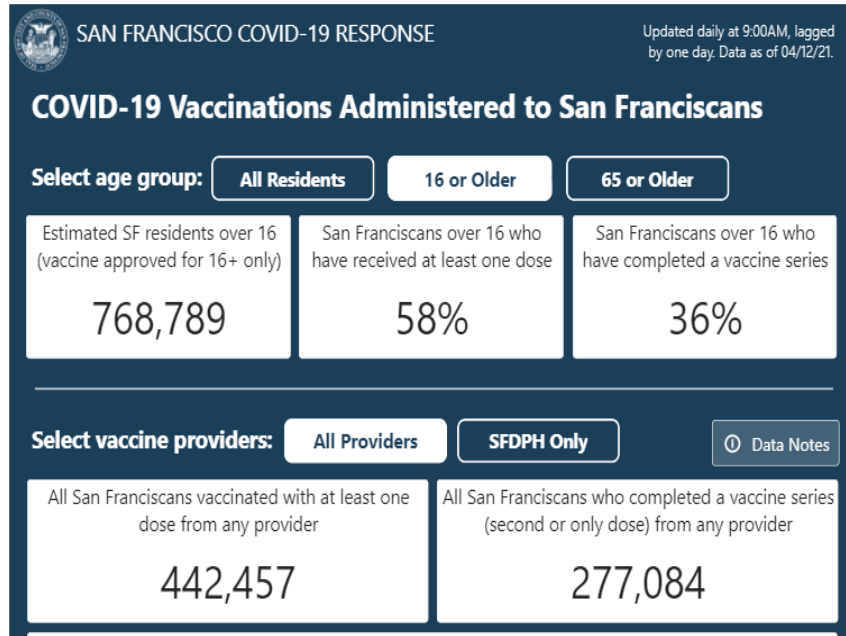 SAN FRANCISCO COVID-19 RESPONSE
Updated daily at 9:00AM, lagged
by one day. Data as of 04/12/21.
COVID-19 Vaccinations Administered to San Franciscans
Select age group: All Residents 16 or Older 65 or Older
Estimated SF residents over 16
(vaccine approved for 16+ only)
768,789
San Franciscans over 16 who
have received at least one dose
58%
San Franciscans over 16 who
have completed a vaccine series
36%
Select vaccine providers: All Providers SFDPH Only Data Notes
All San Franciscans vaccinated with at least one
dose from any provider
442,457
All San Franciscans who completed a vaccine series
(second or only dose) from any provider
277,084